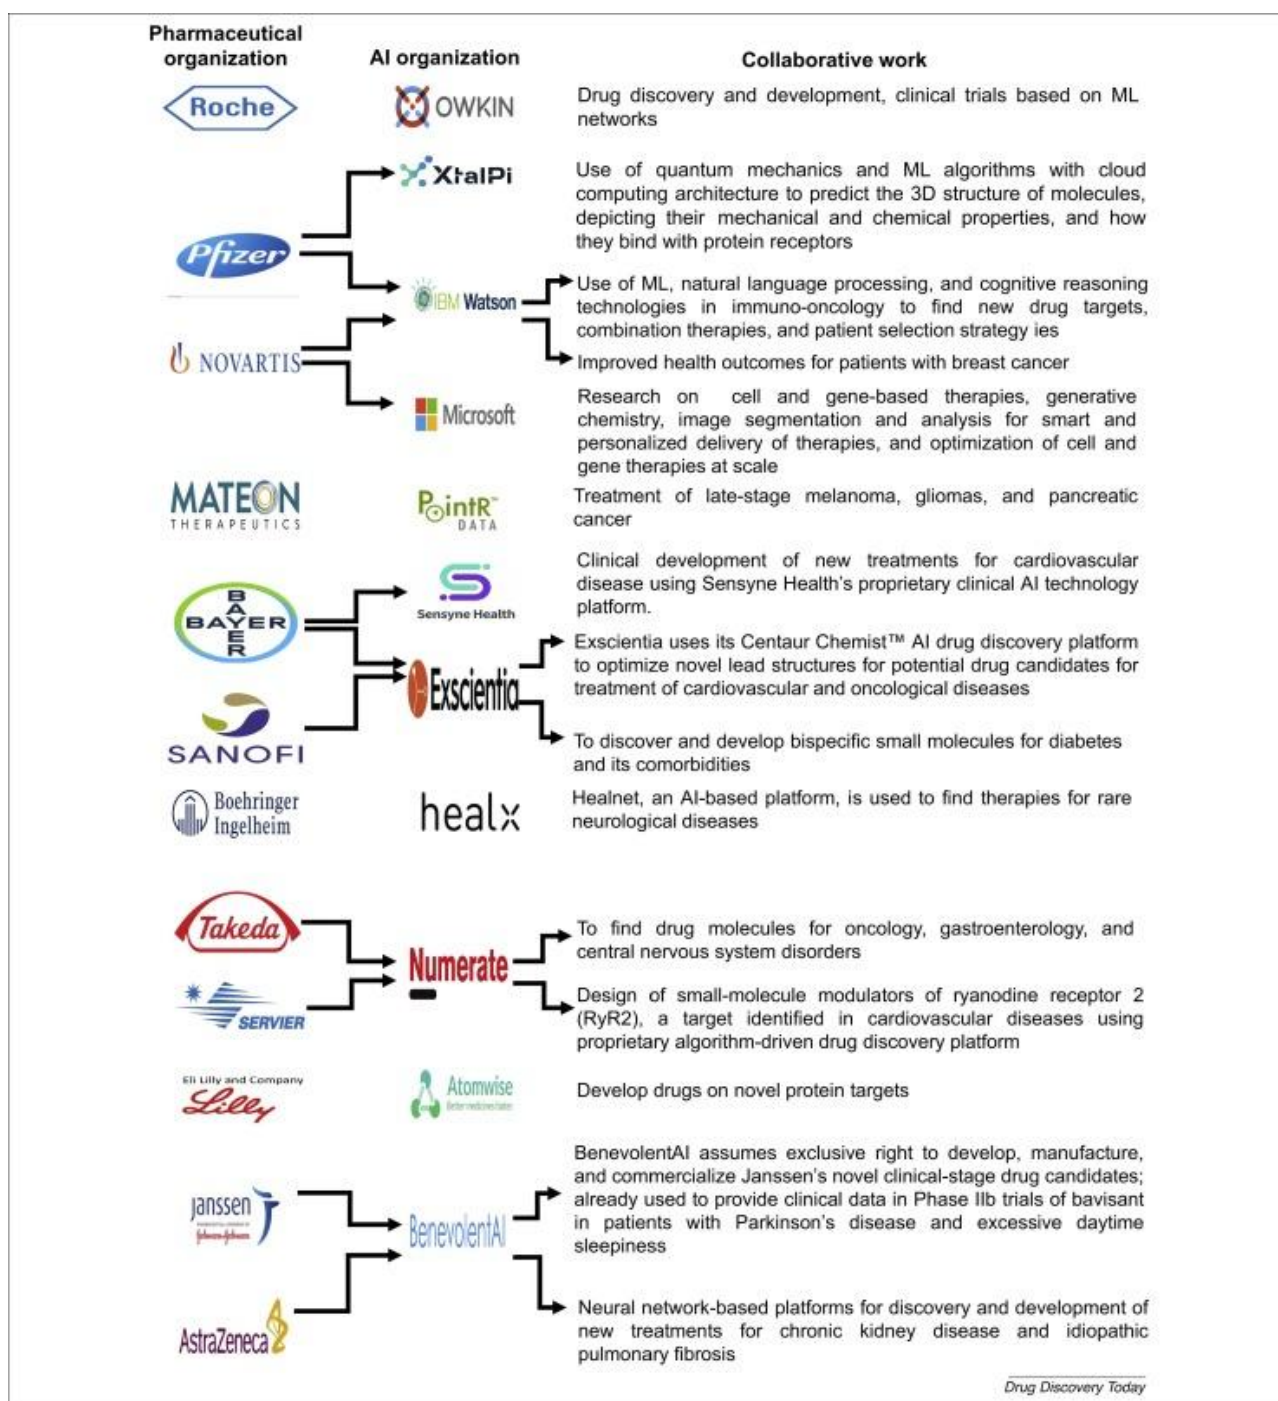 Pharmaceutical
organization
AI organization
Collaborative work
Roche
OWKIN
Drug discovery and development, clinical trials based on ML
networks
XtalPi
Use of quantum mechanics and ML algorithms with cloud
computing architecture to predict the 3D structure of molecules,
depicting their mechanical and chemical properties, and how
they bind with protein receptors
Pfizer
IBM Watson
Use of ML, natural language processing, and cognitive reasoning
technologies in immuno-oncology to find new drug targets,
combination therapies, and patient selection strategy ies
NOVARTIS
Improved health outcomes for patients with breast cancer
Microsoft
Research on cell and gene-based therapies, generative
chemistry, image segmentation and analysis for smart and
personalized delivery of therapies, and optimization of cell and
gene therapies at scale
MATEON
THERAPEUTICS
PointR™
DATA
Treatment of late-stage melanoma, gliomas, and pancreatic
cancer
BAYER
BAYER
Sensyne Health
Clinical development of new treatments for cardiovascular
disease using Sensyne Health's proprietary clinical AI technology
platform.
Exscientia
Exscientia uses its Centaur Chemist™ AI drug discovery platform
to optimize novel lead structures for potential drug candidates for
treatment of cardiovascular and oncological diseases
SANOFI
To discover and develop bispecific small molecules for diabetes
and its comorbidities
Boehringer
Ingelheim
healx
Healnet, an AI-based platform, is used to find therapies for rare
neurological diseases
Takeda
Numerate
To find drug molecules for oncology, gastroenterology, and
central nervous system disorders
SERVIER
Design of small-molecule modulators of ryanodine receptor 2
(RyR2), a target identified in cardiovascular diseases using
proprietary algorithm-driven drug discovery platform
Eli Lilly and Company
Lilly
Atomwise
Better medicines faster.
Develop drugs on novel protein targets
Janssen
Johnson-Johnson
BenevolentAI
BenevolentAI assumes exclusive right to develop, manufacture,
and commercialize Janssen's novel clinical-stage drug candidates;
already used to provide clinical data in Phase IIb trials of bavisant
in patients with Parkinson's disease and excessive daytime
sleepiness
AstraZeneca
Neural network-based platforms for discovery and development of
new treatments for chronic kidney disease and idiopathic
pulmonary fibrosis
Drug Discovery Today